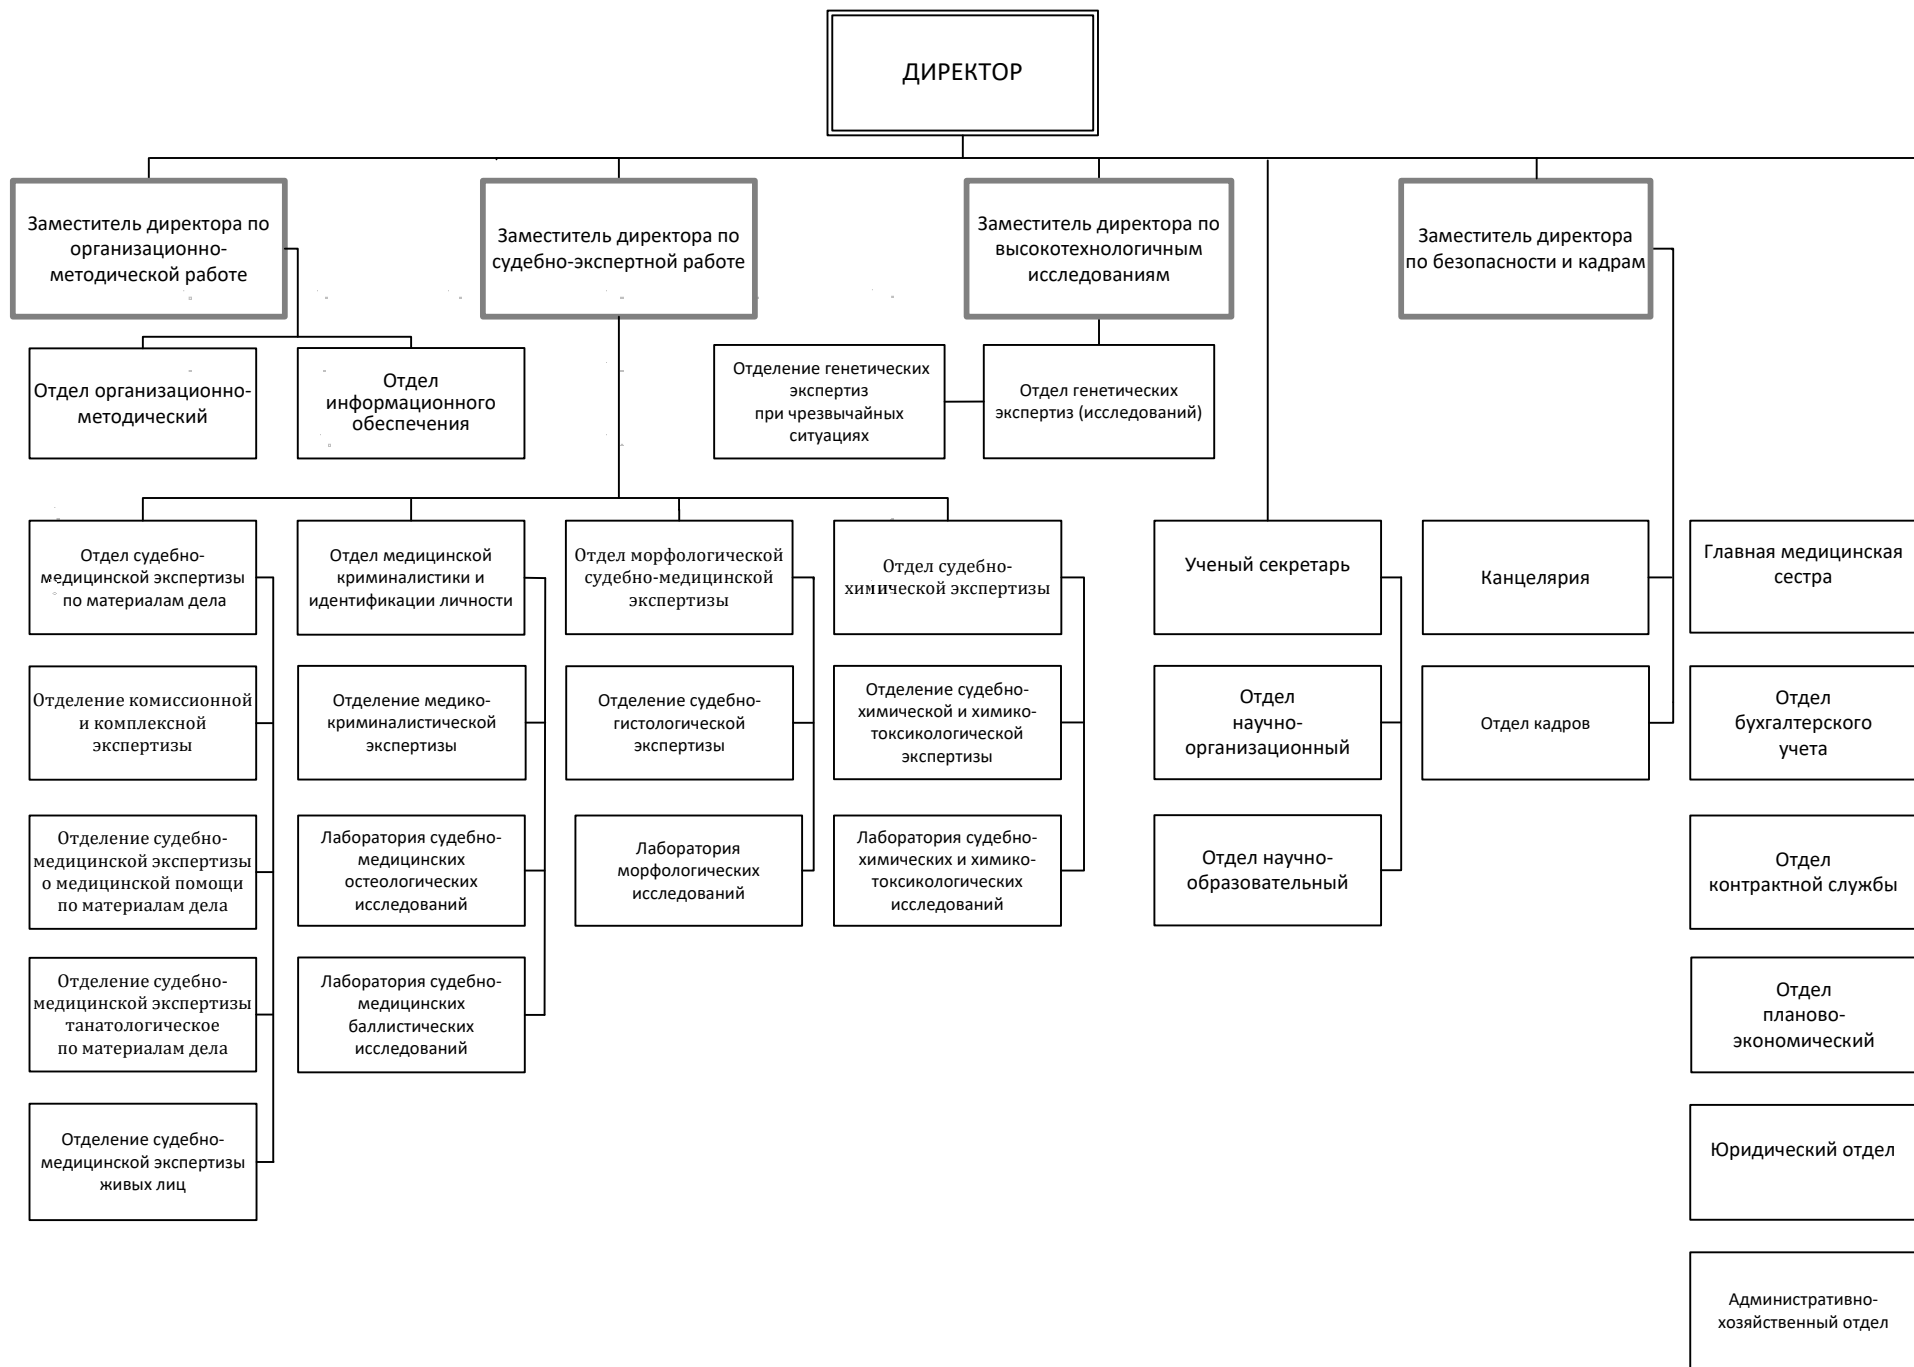 ДИРЕКТОР
Заместитель директора по
организационно-
методической работе
Заместитель директора по
судебно-экспертной работе
Заместитель директора по
высокотехнологичным
исследованиям
Заместитель директора
по безопасности и кадрам
Отдел организационно-
методический
Отдел
информационного
обеспечения
Отделение генетических
экспертиз
при чрезвычайных
ситуациях
Отдел генетических
экспертиз (исследований)
Отдел судебно-
медицинской экспертизы
по материалам дела
Отдел медицинской
криминалистики и
идентификации личности
Отдел морфологической
судебно-медицинской
экспертизы
Отдел судебно-
химической экспертизы
Ученый секретарь
Канцелярия
Главная медицинская
сестра
Отделение комиссионной
и комплексной
экспертизы
Отделение медико-
криминалистической
экспертизы
Отделение судебно-
гистологической
экспертизы
Отделение судебно-
химической и химико-
токсикологической
экспертизы
Отдел
научно-
организационный
Отдел кадров
Отдел
бухгалтерского
учета
Отделение судебно-
медицинской экспертизы
о медицинской помощи
по материалам дела
Лаборатория судебно-
медицинских
остеологических
исследований
Лаборатория
морфологических
исследований
Лаборатория судебно-
химических и химико-
токсикологических
исследований
Отдел научно-
образовательный
Отдел
контрактной службы
Отделение судебно-
медицинской экспертизы
танатологическое
по материалам дела
Лаборатория судебно-
медицинских
баллистических
исследований
Отдел
планово-
экономический
Отделение судебно-
медицинской экспертизы
живых лиц
Юридический отдел
Административно-
хозяйственный отдел